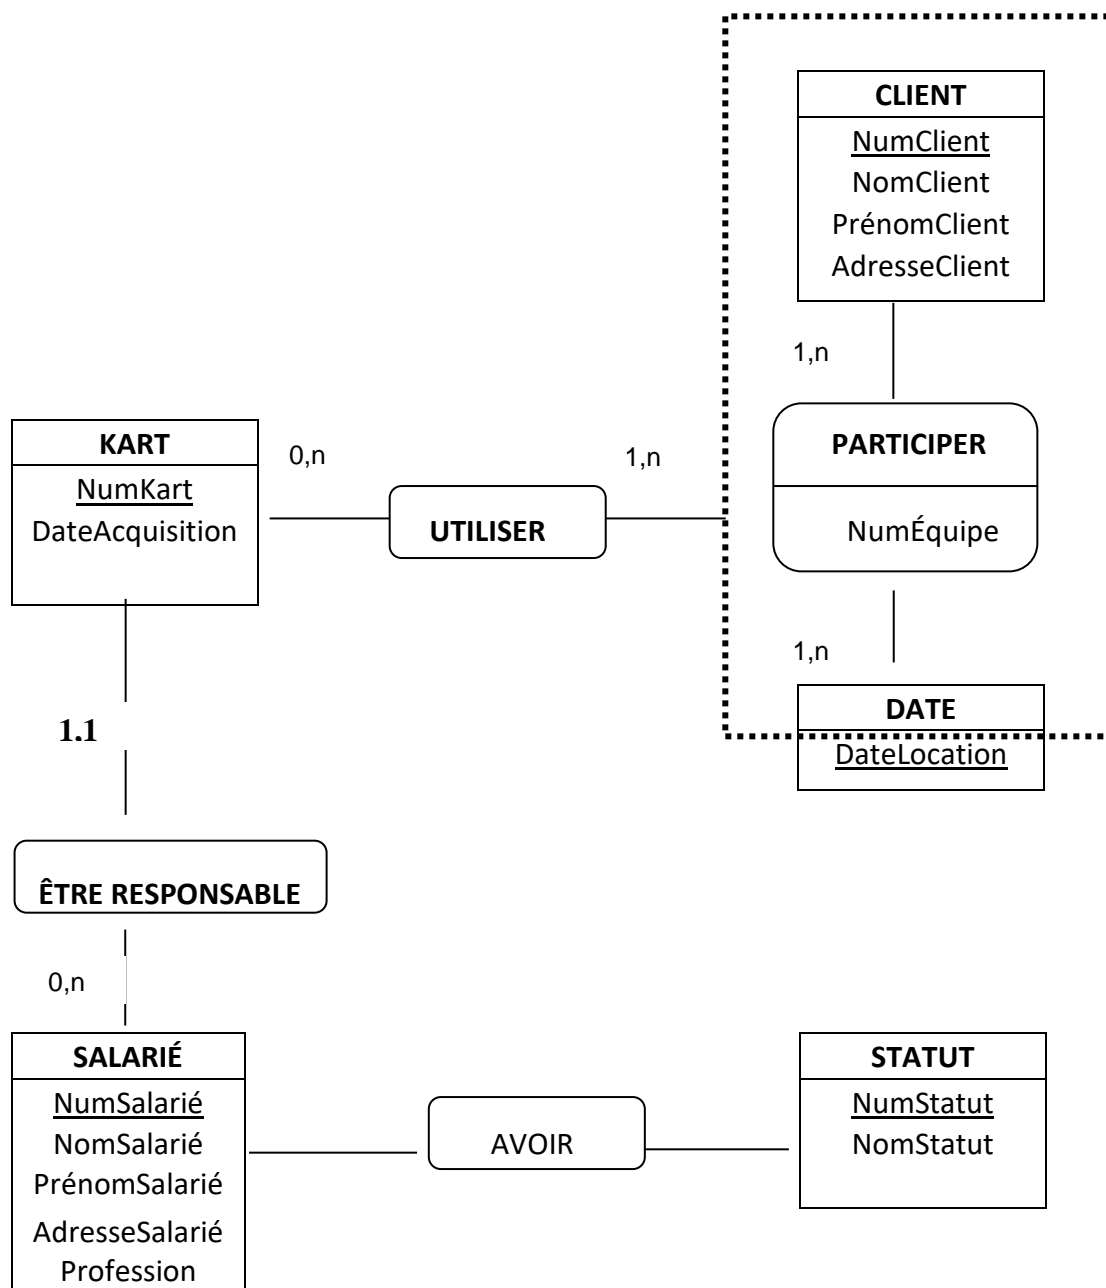 CLIENT
NumClient
NomClient
PrénomClient
AdresseClient
1,n
KART
NumKart
DateAcquisition
0,n
UTILISER
1,n
PARTICIPER
NumÉquipe
1,n
DATE
DateLocation
1.1
ÊTRE RESPONSABLE
0,n
SALARIÉ
NumSalarié
NomSalarié
PrénomSalarié
AdresseSalarié
Profession
AVOIR
STATUT
NumStatut
NomStatut